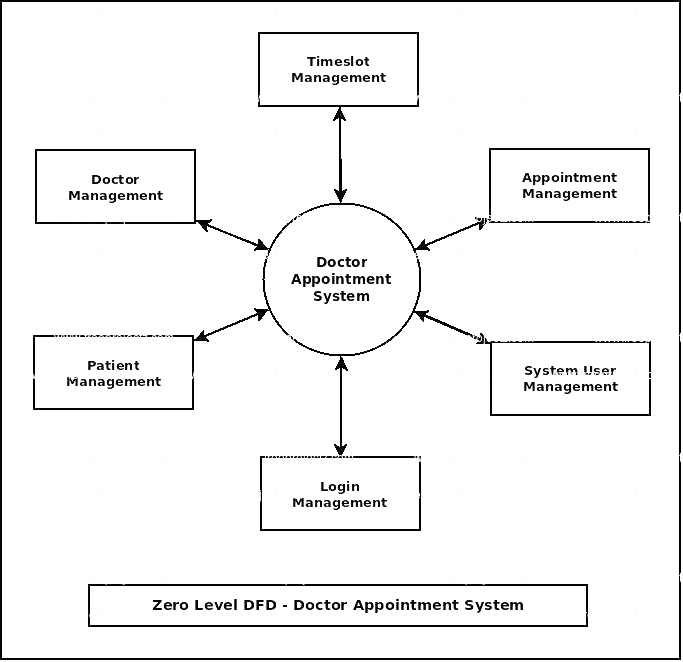 Timeslot
Management
Doctor
Management
Appointment
Management
Doctor
Appointment
System
Patient
Management
System User
Management
Login
Management
Zero Level DFD - Doctor Appointment System